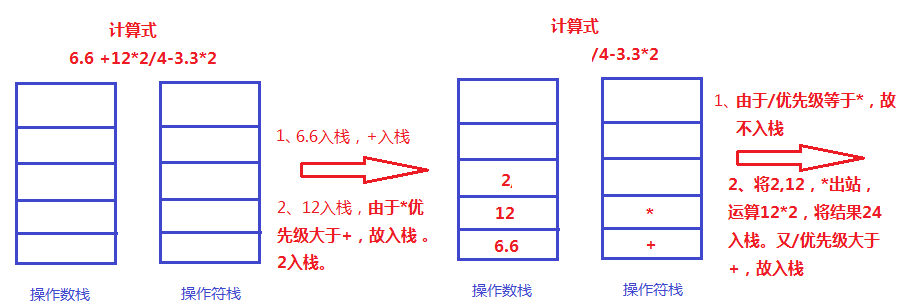 计算式
6.6 +12*2/4-3.3*2
操作数栈
操作符栈
1、6.6入栈，+入栈
2、12入栈，由于*优
先级大于+，故入栈 。
2入栈。
计算式
/4-3.3*2
2,
12
6.6
*
+
操作数栈
操作符栈
1、由于/优先级等于*，故
不入栈
2、将2,12，*出站，
运算12*2，将结果24
入栈。又/优先级大于
+，故入栈